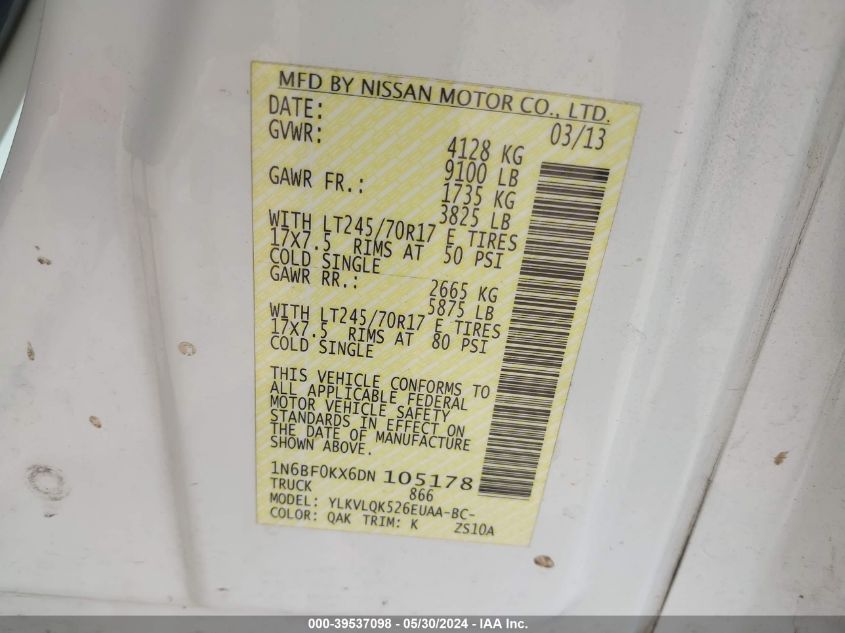 MFD BY NISSAN MOTOR CO., LTD.
DATE: 03/13
GVWR: 4128 KG
9100 LB
GAWR FR.: 1735 KG
3825 LB
WITH LT245/70R17 E TIRES
17X7.5 RIMS AT 50 PSI
COLD SINGLE
GAWR RR.: 2665 KG
5875 LB
WITH LT245/70R17 E TIRES
17X7.5 RIMS AT 80 PSI
COLD SINGLE
THIS VEHICLE CONFORMS TO
ALL APPLICABLE FEDERAL
MOTOR VEHICLE SAFETY
STANDARDS IN EFFECT ON
THE DATE OF MANUFACTURE
SHOWN ABOVE.
1N6BF0KX6DN 105178
TRUCK 866
MODEL: YLKVLQK526EUAA-BC-
COLOR: QAK TRIM: K ZS10A
000-39537098 - 05/30/2024 - IAA Inc.